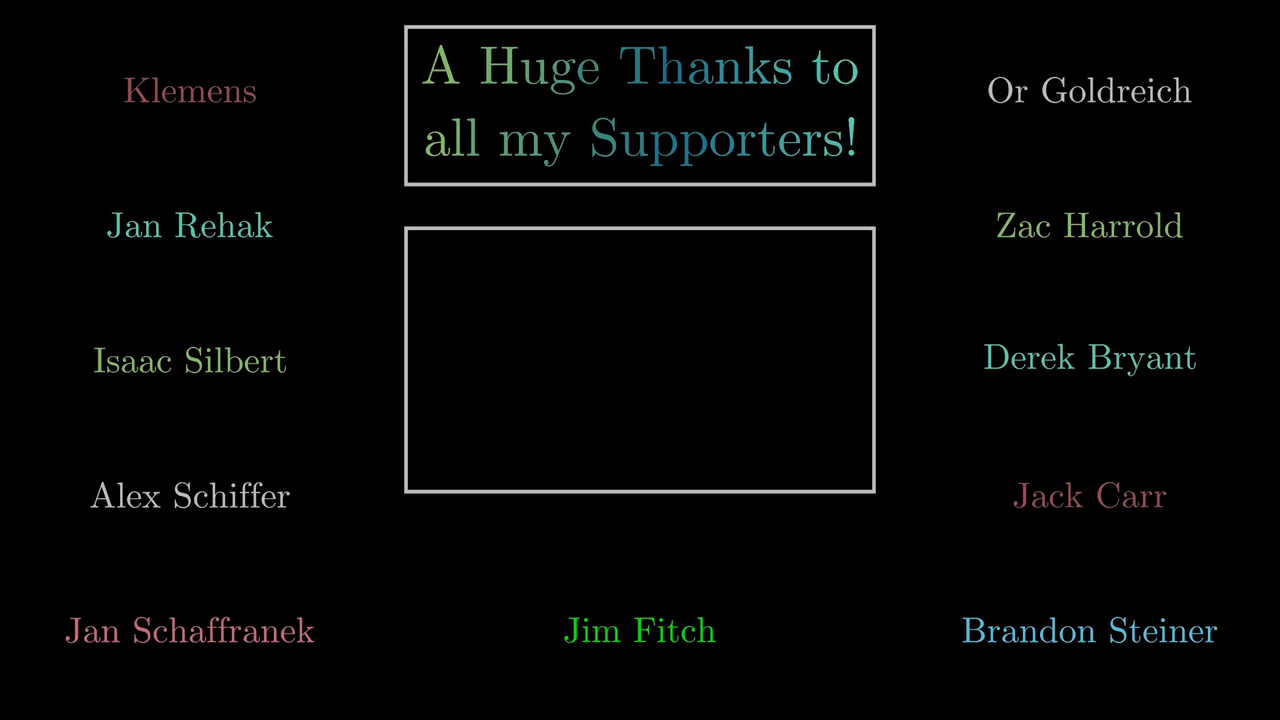 A Huge Thanks to
all my Supporters!
Klemens
Or Goldreich
Jan Rehak
Zac Harrold
Isaac Silbert
Derek Bryant
Alex Schiffer
Jack Carr
Jan Schaffranek
Jim Fitch
Brandon Steiner